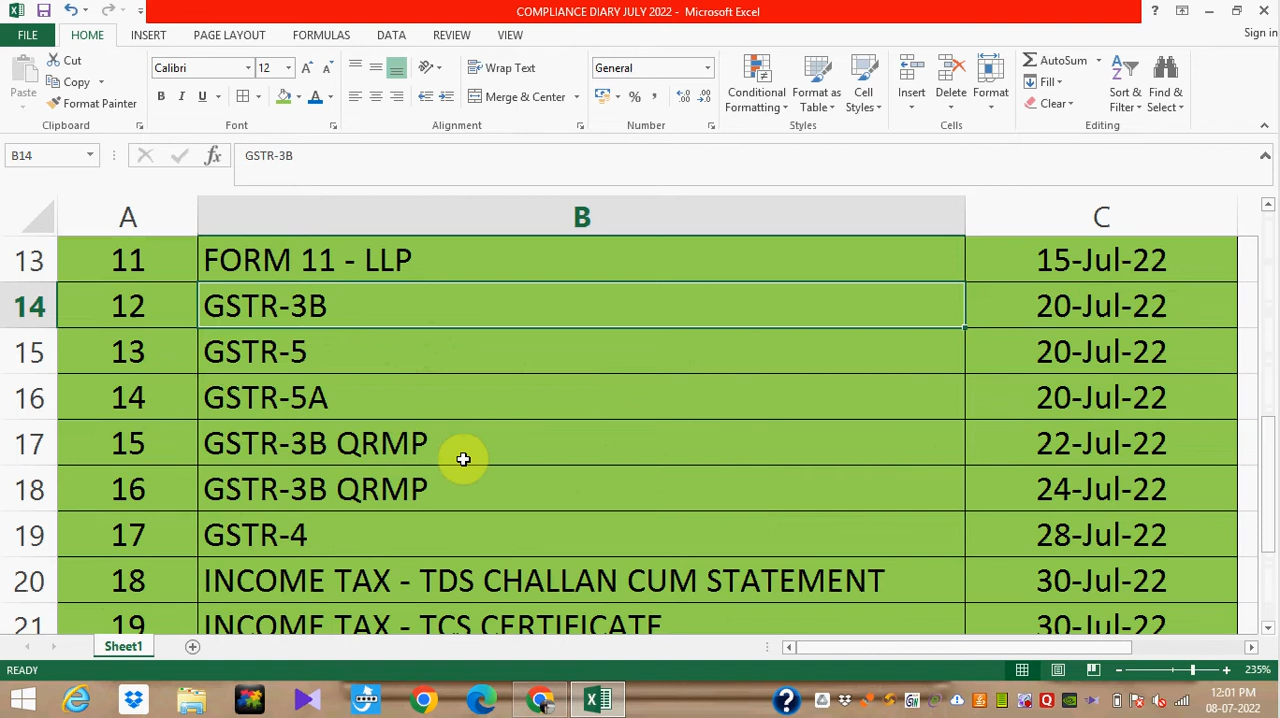 COMPLIANCE DIARY JULY 2022 - Microsoft Excel
FILE HOME INSERT PAGE LAYOUT FORMULAS DATA REVIEW VIEW Sign in
Paste
Cut
Copy
Format Painter
Calibri 12
B I U
Wrap Text
Merge & Center
General
Conditional Formatting
Format as Table
Cell Styles
Insert
Delete
Format
AutoSum
Fill
Clear
Sort & Filter
Find & Select
Clipboard Font Alignment Number Styles Cells Editing
B14 fx GSTR-3B
A B C
13 11 FORM 11 - LLP 15-Jul-22
14 12 GSTR-3B 20-Jul-22
15 13 GSTR-5 20-Jul-22
16 14 GSTR-5A 20-Jul-22
17 15 GSTR-3B QRMP 22-Jul-22
18 16 GSTR-3B QRMP 24-Jul-22
19 17 GSTR-4 28-Jul-22
20 18 INCOME TAX - TDS CHALLAN CUM STATEMENT 30-Jul-22
21 19 INCOME TAX - TCS CERTIFICATE 30-Jul-22
Sheet1
READY 235%
12:01 PM
08-07-2022